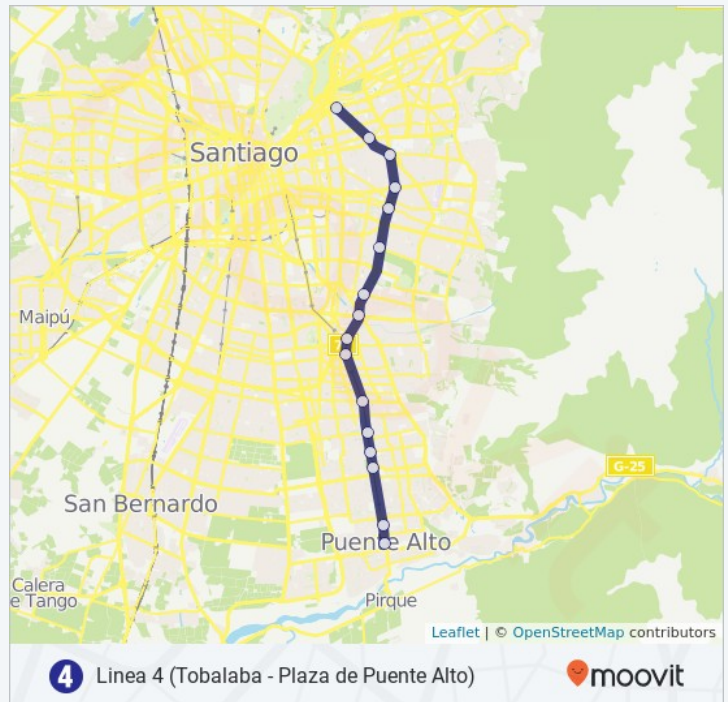 Santiago
Maipú
7
G-25
San Bernardo
Puente Alto
Calera
e Tango
Pirque
Leaflet | © OpenStreetMap contributors
4 Linea 4 (Tobalaba - Plaza de Puente Alto)
moovit